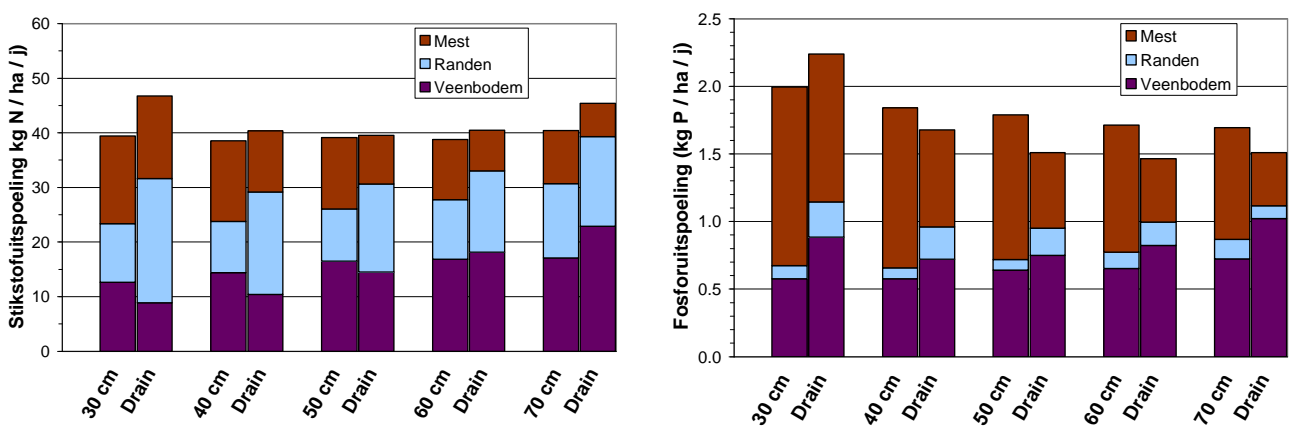 Stikstofuitspoeling kg N / ha / j)
60
50
40
30
20
10
0
Mest
Randen
Veenbodem
30 cm
Drain
40 cm
Drain
50 cm
Drain
60 cm
Drain
70 cm
Drain
Fosforuitspoeling (kg P / ha / j)
2.5
2.0
1.5
1.0
0.5
0.0
Mest
Randen
Veenbodem
30 cm
Drain
40 cm
Drain
50 cm
Drain
60 cm
Drain
70 cm
Drain